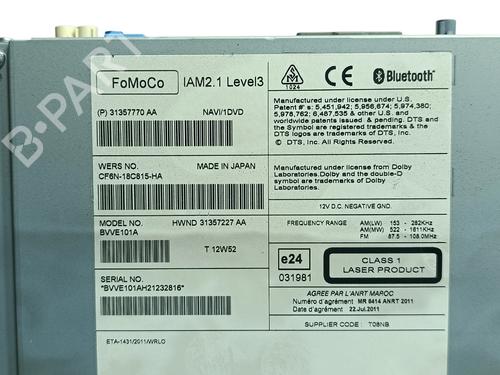 FoMoCo
IAM2.1 Level3
(P) 31357770 AA
NAVI/1DVD
WERS NO.
MADE IN JAPAN
CF6N-18C815-HA
MODEL NO.
HWND 31357227 AA
BVVE101A
T 12W52
SERIAL NO.
*BVVE101AH21232816*
ETA-1431/2011/WRLO
1024
CE
Bluetooth®
Manufactured under license under U.S.
Patent #'s : 5,451,942; 5,956,674; 5,974,380;
5,978,762; 6,487,535 & other U.S. and
worldwide patents issued & pending. DTS and
the Symbol are registered trademarks & the
DTS logos are trademarks of
© DTS, Inc. All Rights Reserved.
Manufactured under license from Dolby
Laboratories.Dolby and the double-D
symbol are trademarks of Dolby
Laboratories.
12V D.C. NEGATIVE GND.
FREQUENCY RANGE
AM(LW) 153 - 282KHz
AM(MW) 522 - 1611KHz
FM 87.5 - 108.0MHz
e24
031981
CLASS 1
LASER PRODUCT
AGREE PAR L'ANRT MAROC
Numéro d'agrément MR 6414 ANRT 2011
Date d'agrément 22.Jul.2011
SUPPLIER CODE : T08NB
B-PARTS